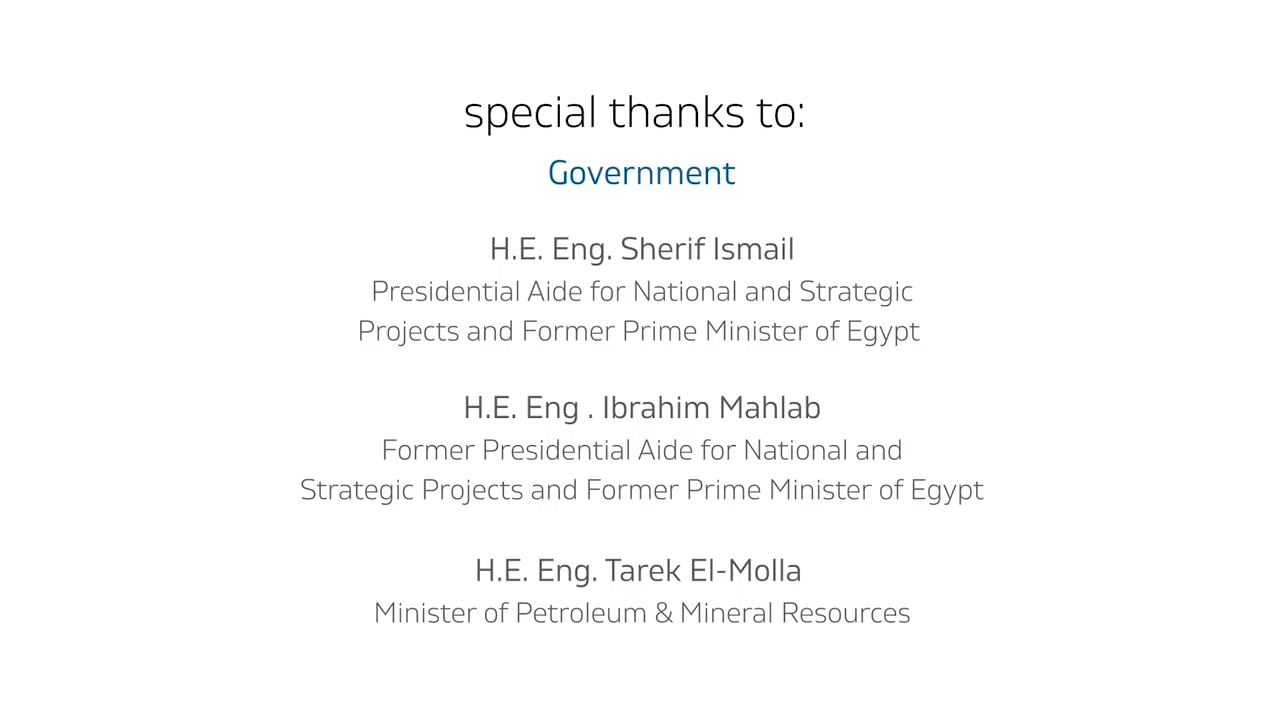 special thanks to:
Government
H.E. Eng. Sherif Ismail
Presidential Aide for National and Strategic
Projects and Former Prime Minister of Egypt
H.E. Eng . Ibrahim Mahlab
Former Presidential Aide for National and
Strategic Projects and Former Prime Minister of Egypt
H.E. Eng. Tarek El-Molla
Minister of Petroleum & Mineral Resources